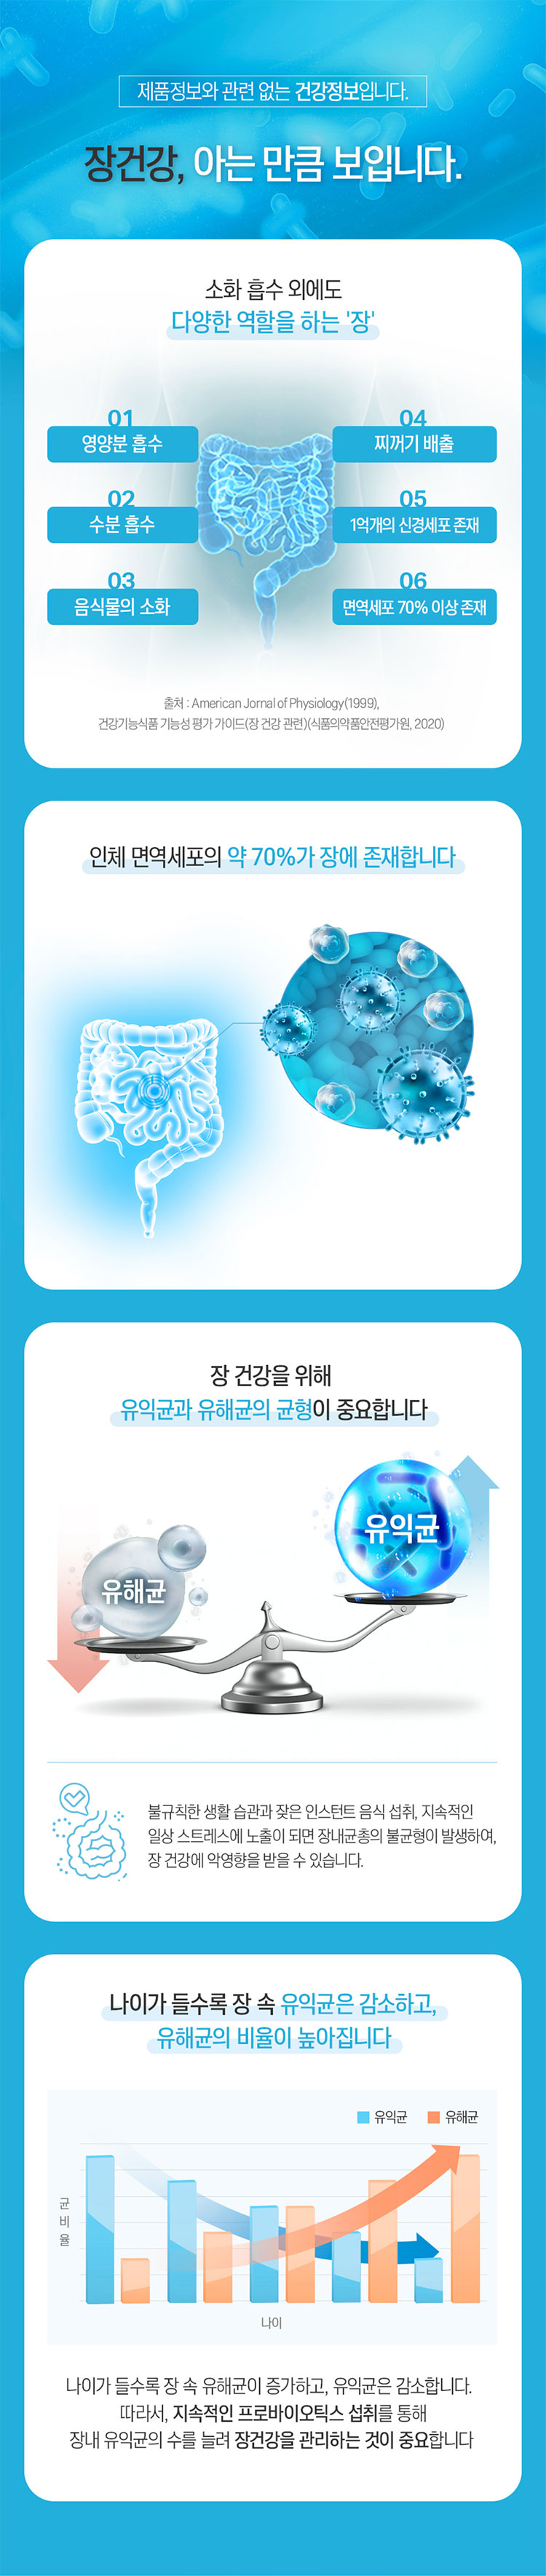 제품정보와 관련 없는 건강정보입니다.
장건강, 아는 만큼 보입니다.
소화 흡수 외에도
다양한 역할을 하는 '장'
01
영양분 흡수
02
수분 흡수
03
음식물의 소화
04
찌꺼기 배출
05
1억개의 신경세포 존재
06
면역세포 70% 이상 존재
출처 : American Jornal of Physiology(1999),
건강기능식품 기능성 평가 가이드(장 건강 관련)(식품의약품안전평가원, 2020)
인체 면역세포의 약 70%가 장에 존재합니다
장 건강을 위해
유익균과 유해균의 균형이 중요합니다
유익균
유해균
불규칙한 생활 습관과 잦은 인스턴트 음식 섭취, 지속적인
일상 스트레스에 노출이 되면 장내균총의 불균형이 발생하여,
장 건강에 악영향을 받을 수 있습니다.
나이가 들수록 장 속 유익균은 감소하고,
유해균의 비율이 높아집니다
유익균 유해균
균비율
나이
나이가 들수록 장 속 유해균이 증가하고, 유익균은 감소합니다.
따라서, 지속적인 프로바이오틱스 섭취를 통해
장내 유익균의 수를 늘려 장건강을 관리하는 것이 중요합니다